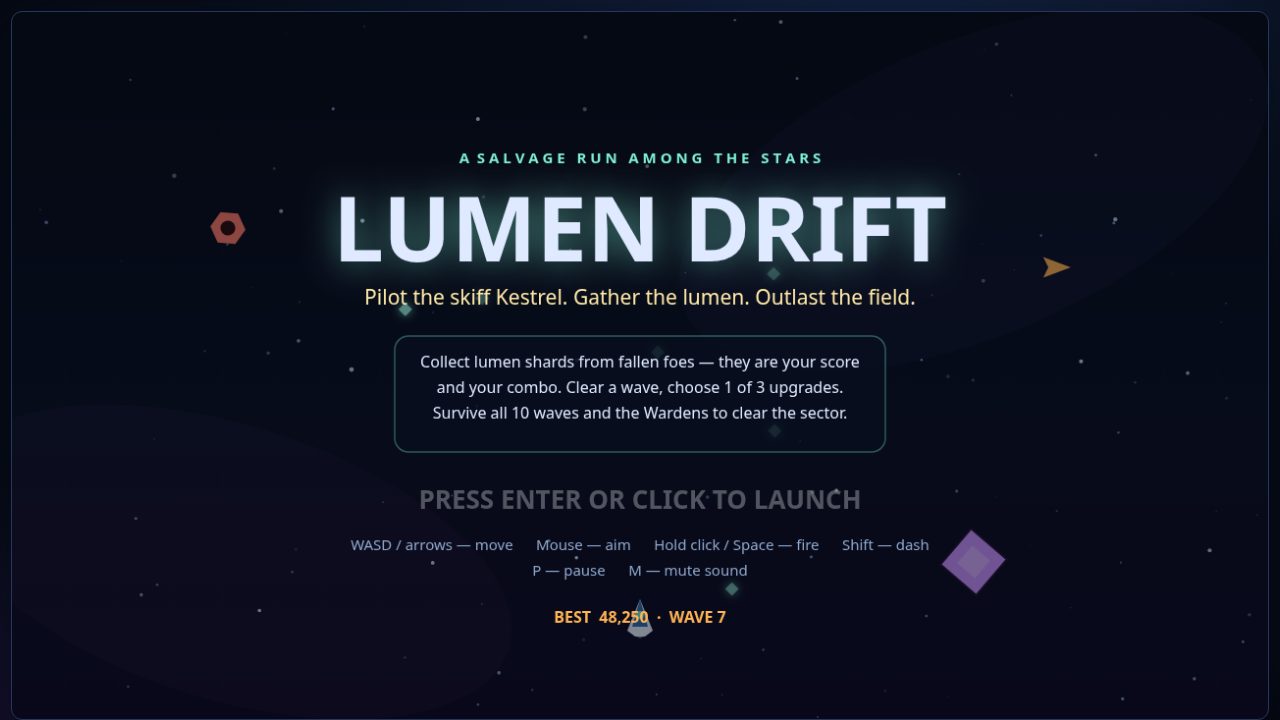 A SALVAGE RUN AMONG THE STARS
LUMEN DRIFT
Pilot the skiff Kestrel. Gather the lumen. Outlast the field.
Collect lumen shards from fallen foes — they are your score
and your combo. Clear a wave, choose 1 of 3 upgrades.
Survive all 10 waves and the Wardens to clear the sector.
PRESS ENTER OR CLICK TO LAUNCH
WASD / arrows — move Mouse — aim Hold click / Space — fire Shift — dash
P — pause M — mute sound
BEST 48,250 · WAVE 7